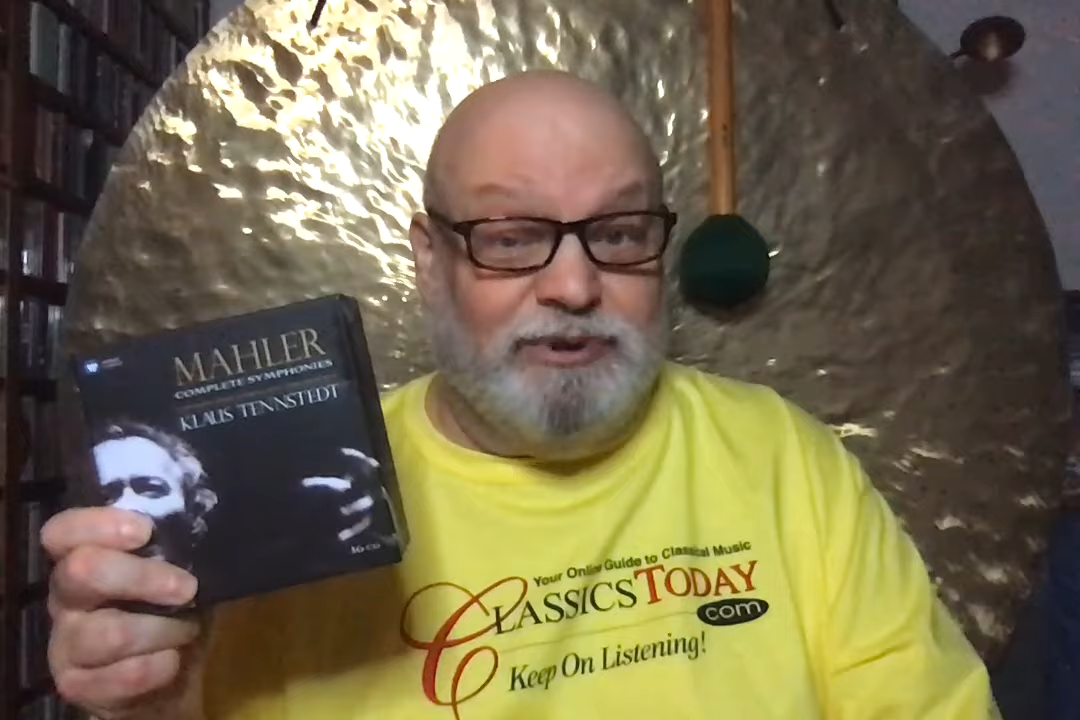 MAHLER
COMPLETE SYMPHONIES
KLAUS TENNSTEDT
16 CD
Your Online Guide to Classical Music
CLASSICSTODAY
com
Keep On Listening!